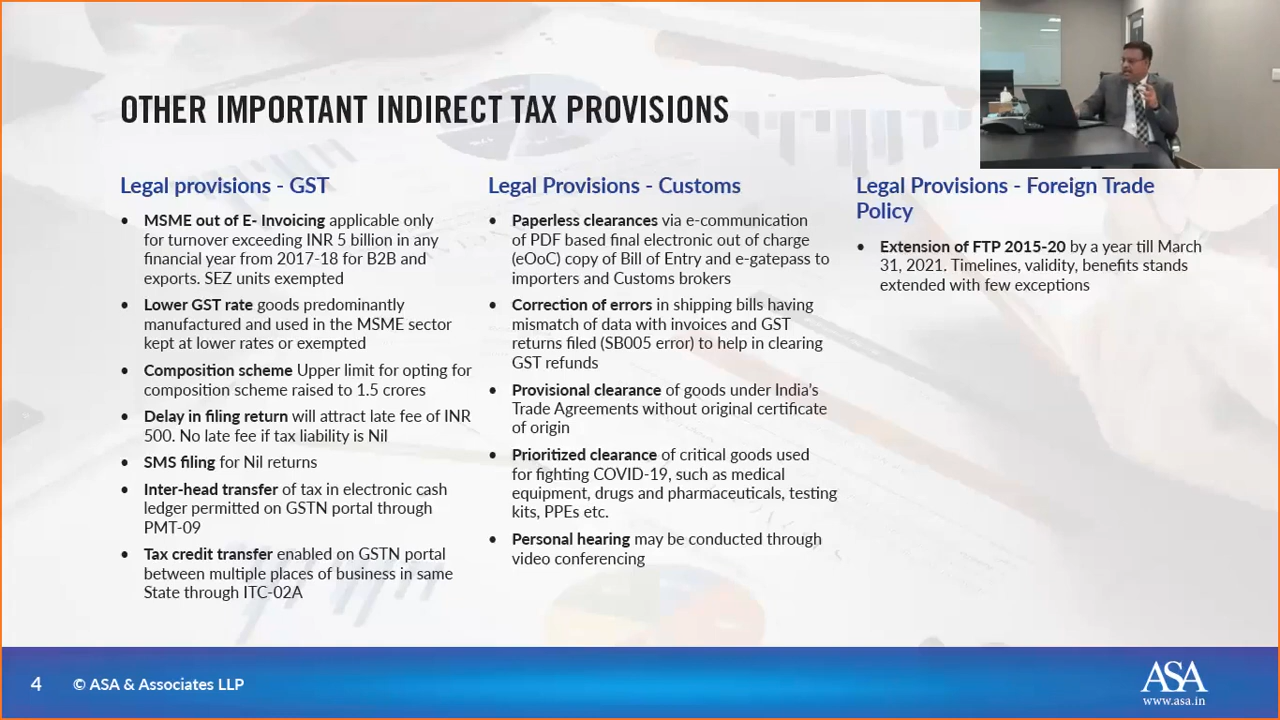 OTHER IMPORTANT INDIRECT TAX PROVISIONS
Legal provisions - GST
• MSME out of E- Invoicing applicable only
for turnover exceeding INR 5 billion in any
financial year from 2017-18 for B2B and
exports. SEZ units exempted
• Lower GST rate goods predominantly
manufactured and used in the MSME sector
kept at lower rates or exempted
• Composition scheme Upper limit for opting for
composition scheme raised to 1.5 crores
• Delay in filing return will attract late fee of INR
500. No late fee if tax liability is Nil
• SMS filing for Nil returns
• Inter-head transfer of tax in electronic cash
ledger permitted on GSTN portal through
PMT-09
• Tax credit transfer enabled on GSTN portal
between multiple places of business in same
State through ITC-02A
Legal Provisions - Customs
• Paperless clearances via e-communication
of PDF based final electronic out of charge
(eOoC) copy of Bill of Entry and e-gatepass to
importers and Customs brokers
• Correction of errors in shipping bills having
mismatch of data with invoices and GST
returns filed (SB005 error) to help in clearing
GST refunds
• Provisional clearance of goods under India's
Trade Agreements without original certificate
of origin
• Prioritized clearance of critical goods used
for fighting COVID-19, such as medical
equipment, drugs and pharmaceuticals, testing
kits, PPEs etc.
• Personal hearing may be conducted through
video conferencing
Legal Provisions - Foreign Trade
Policy
• Extension of FTP 2015-20 by a year till March
31, 2021. Timelines, validity, benefits stands
extended with few exceptions
4 © ASA & Associates LLP
ASA
www.asa.in